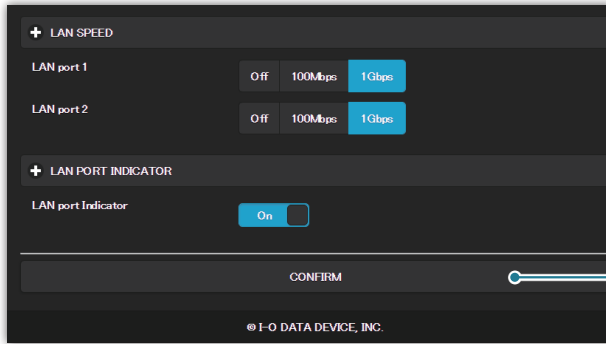 LAN SPEED
LAN port 1
Off 100Mbps 1Gbps
LAN port 2
Off 100Mbps 1Gbps
LAN PORT INDICATOR
LAN port Indicator
On
CONFIRM
© I-O DATA DEVICE, INC.